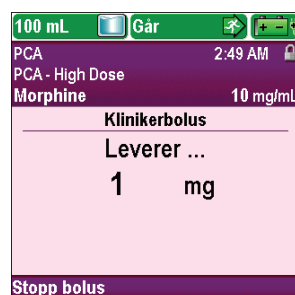 100 mL Går
PCA 2:49 AM
PCA - High Dose
Morphine 10 mg/mL
Klinikerbolus
Leverer ...
1 mg
Stopp bolus